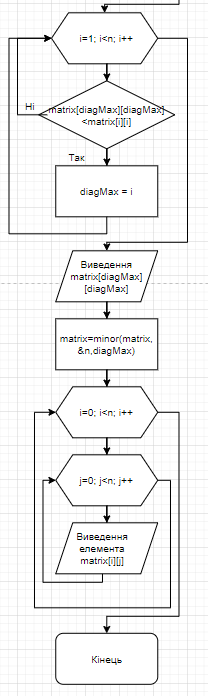 i=1; i<n; i++
Ні
matrix[diagMax][diagMax]
<matrix[i][i]
Так
diagMax = i
Виведення
matrix[diagMax]
[diagMax]
matrix=minor(matrix,
&n,diagMax)
i=0; i<n; i++
j=0; j<n; j++
Виведення
елемента
matrix[i][j]
Кінець